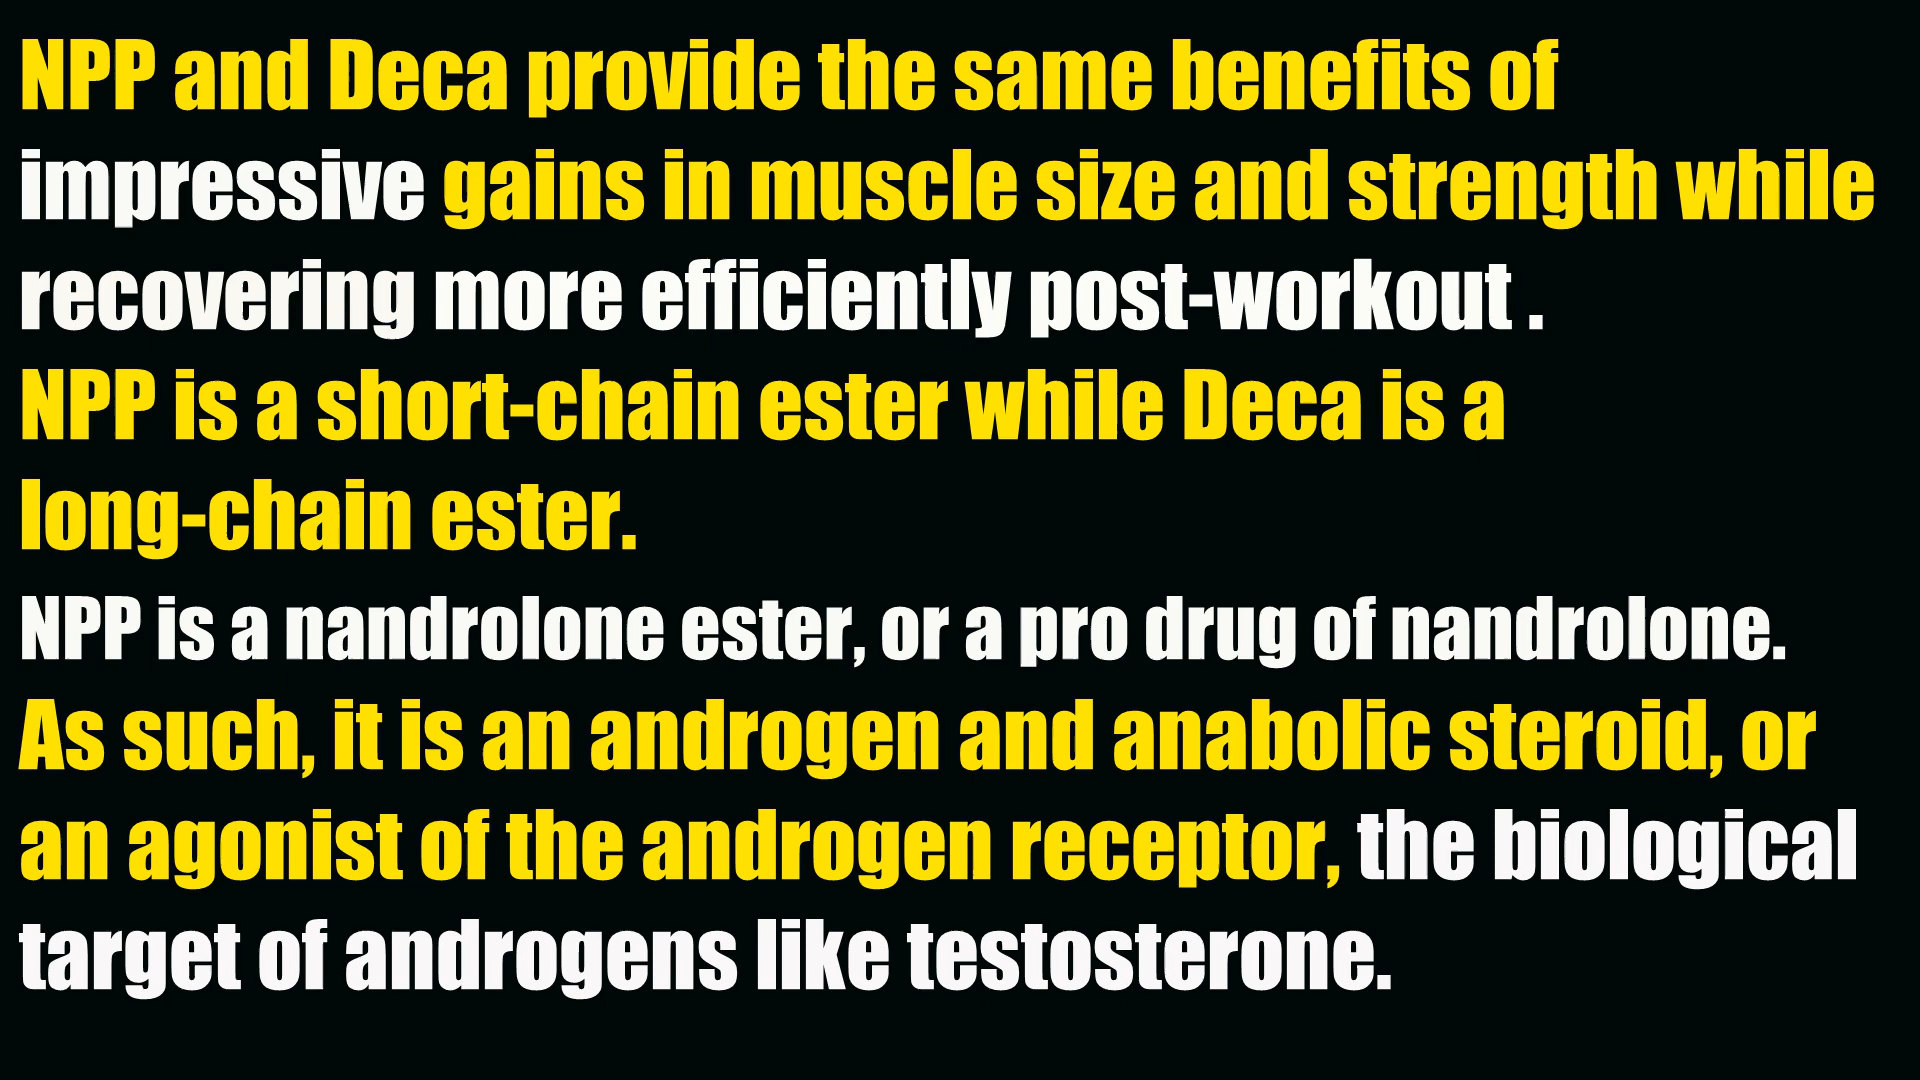 NPP and Deca provide the same benefits of
impressive gains in muscle size and strength while
recovering more efficiently post-workout .
NPP is a short-chain ester while Deca is a
long-chain ester.
NPP is a nandrolone ester, or a pro drug of nandrolone.
As such, it is an androgen and anabolic steroid, or
an agonist of the androgen receptor, the biological
target of androgens like testosterone.